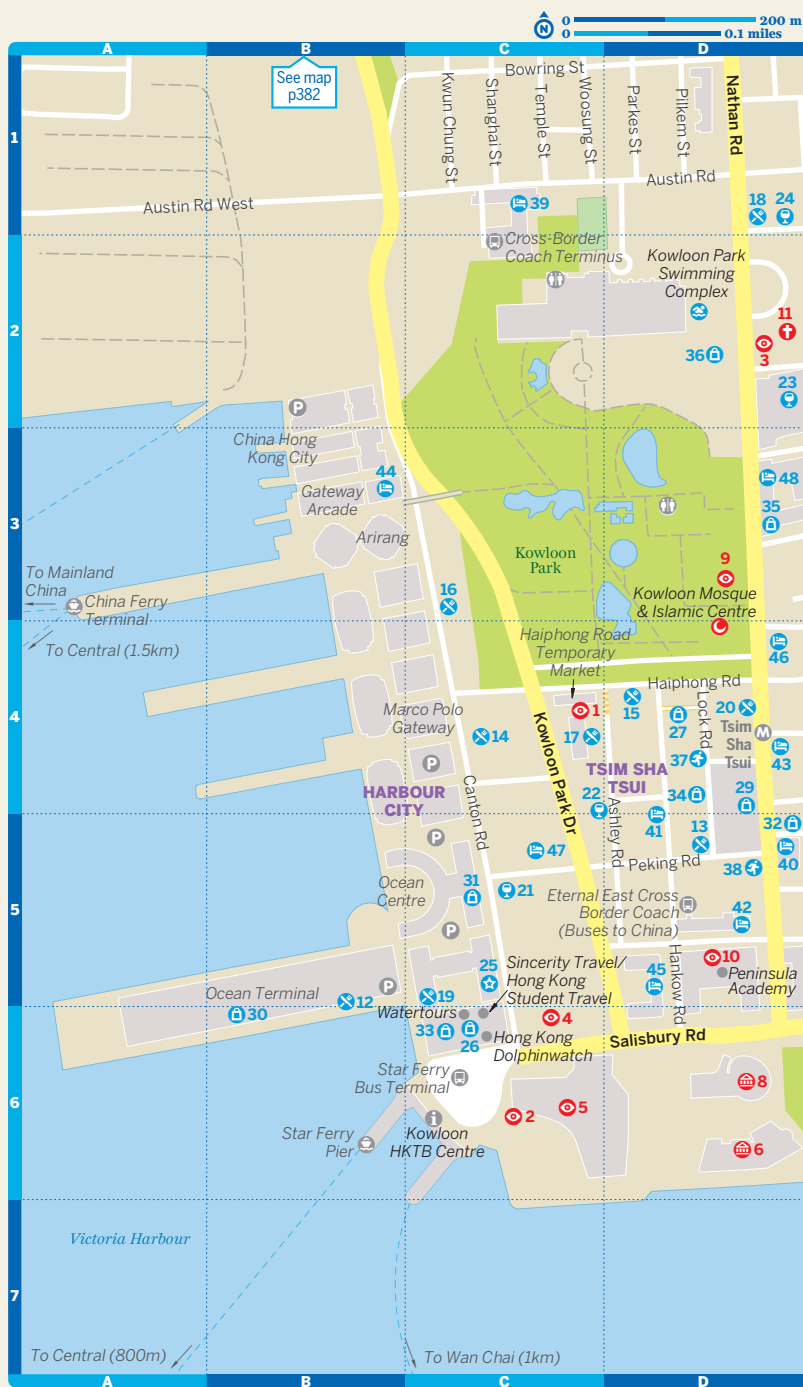 N
0 200 m
0 0.1 miles
A B C D
See map
p382
Bowring St
Kwun Chung St
Shanghai St
Temple St
Woosung St
Parkes St
Pilkem St
Nathan Rd
1
Austin Rd
Austin Rd West
39
18
24
Cross-Border
Coach Terminus
Kowloon Park
Swimming
Complex
11
2
3
36
23
P
China Hong
Kong City
44
Gateway
Arcade
48
35
3
Arirang
Kowloon
Park
9
To Mainland
China
China Ferry
Terminal
16
Kowloon Mosque
& Islamic Centre
Haiphong Road
Temporary
Market
To Central (1.5km)
46
Haiphong Rd
4
Marco Polo
Gateway
1
15
20
27
Lock Rd
Tsim
Sha
Tsui
M
14
17
Kowloon Park Dr
43
37
P
TSIM SHA
TSUI
HARBOUR
CITY
Canton Rd
22
34
29
Ashley Rd
41
13
32
P
47
Peking Rd
38
40
Ocean
Centre
31
21
Eternal East Cross
Border Coach
(Buses to China)
5
42
P
Hankow Rd
10
25
Sincerity Travel/
Hong Kong
Student Travel
45
Peninsula
Academy
P
Ocean Terminal
12
19
30
Watertours
4
33
26
Hong Kong
Dolphinwatch
Salisbury Rd
Star Ferry
Bus Terminal
8
6
2
5
Star Ferry
Pier
i
Kowloon
HKTB Centre
6
Victoria Harbour
7
To Central (800m)
To Wan Chai (1km)
A B C D